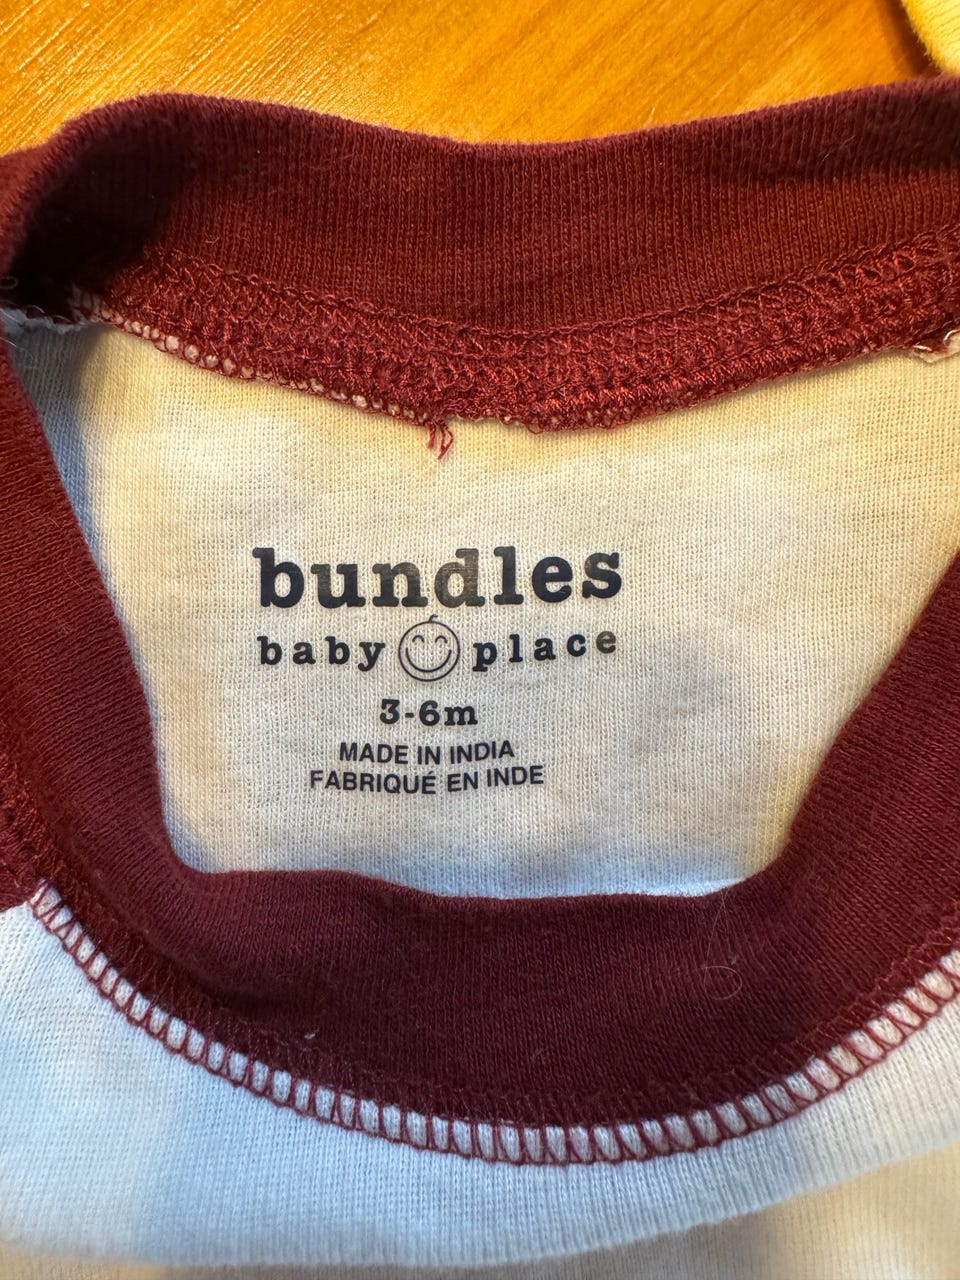 bundles
baby place
3-6m
MADE IN INDIA
FABRIQUÉ EN INDE